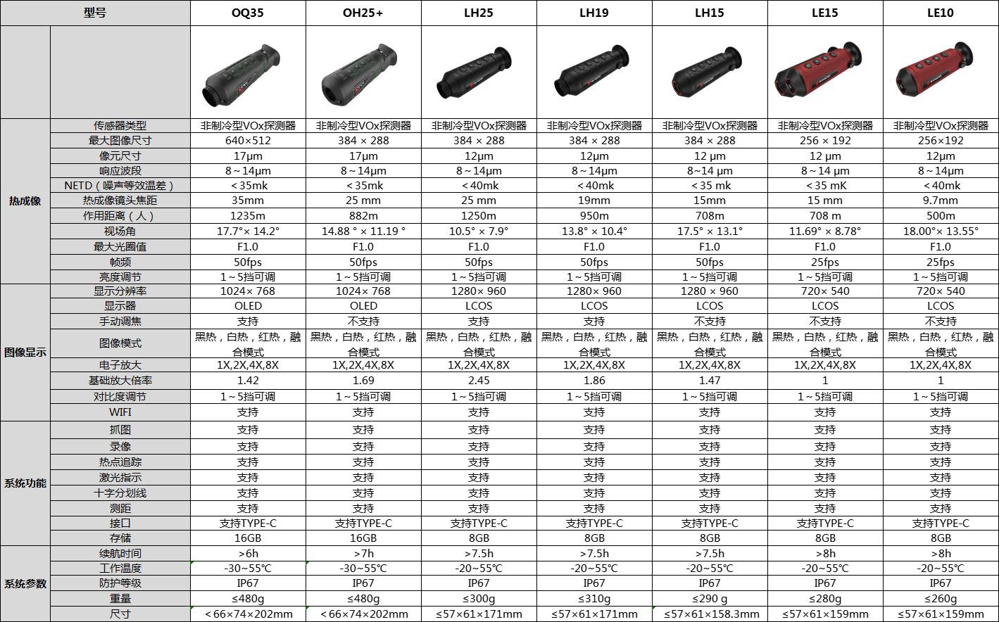 型号 OQ35 OH25+ LH25 LH19 LH15 LE15 LE10
热成像
传感器类型 非制冷型VOx探测器 非制冷型VOx探测器 非制冷型VOx探测器 非制冷型VOx探测器 非制冷型VOx探测器 非制冷型VOx探测器 非制冷型VOx探测器
最大图像尺寸 640×512 384 × 288 384 × 288 384 × 288 384 × 288 256 × 192 256×192
像元尺寸 17μm 17μm 12μm 12μm 12 μm 12 μm 12μm
响应波段 8～14μm 8～14μm 8～14μm 8～14μm 8~14 μm 8～14 μm 8～14μm
NETD（噪声等效温差） ＜35mk ＜35mk ＜40mk ＜40mk ＜35 mk ＜35 mK ＜40mk
热成像镜头焦距 35mm 25 mm 25 mm 19mm 15mm 15 mm 9.7mm
作用距离（人） 1235m 882m 1250m 950m 708m 708 m 500m
视场角 17.7°× 14.2° 14.88 ° × 11.19 ° 10.5° × 7.9° 13.8° × 10.4° 17.5° × 13.1° 11.69° × 8.78° 18.00°× 13.55°
最大光圈值 F1.0 F1.0 F1.0 F1.0 F1.0 F1.0 F1.0
帧频 50fps 50fps 50fps 50fps 50fps 25fps 25fps
亮度调节 1～5挡可调 1～5挡可调 1～5挡可调 1～5挡可调 1～5挡可调 1～5挡可调 1～5挡可调
图像显示
显示分辨率 1024× 768 1024× 768 1280× 960 1280× 960 1280 × 960 720× 540 720× 540
显示器 OLED OLED LCOS LCOS LCOS LCOS LCOS
手动调焦 支持 不支持 支持 支持 不支持 不支持 不支持
图像模式 黑热，白热，红热，融 黑热，白热，红热，融 黑热，白热，红热，融 黑热，白热，红热，融 黑热，白热，红热，融 黑热，白热，红热，融 黑热，白热，红热，融
合模式 合模式 合模式 合模式 合模式 合模式 合模式
电子放大 1X,2X,4X,8X 1X,2X,4X,8X 1X,2X,4X,8X 1X,2X,4X,8X 1X,2X,4X,8X 1X,2X,4X,8X 1X,2X,4X,8X
基础放大倍率 1.42 1.69 2.45 1.86 1.47 1 1
对比度调节 1～5挡可调 1～5挡可调 1～5挡可调 1～5挡可调 1～5挡可调 1～5挡可调 1～5挡可调
WIFI 支持 支持 支持 支持 支持 支持 支持
系统功能
抓图 支持 支持 支持 支持 支持 支持 支持
录像 支持 支持 支持 支持 支持 支持 支持
热点追踪 支持 支持 支持 支持 支持 支持 支持
激光指示 支持 支持 支持 支持 支持 支持 支持
十字分划线 支持 支持 支持 支持 支持 支持 支持
测距 支持 支持 支持 支持 支持 支持 支持
接口 支持TYPE-C 支持TYPE-C 支持TYPE-C 支持TYPE-C 支持TYPE-C 支持TYPE-C 支持TYPE-C
存储 16GB 16GB 8GB 8GB 8GB 8GB 8GB
系统参数
续航时间 >6h >7h >7.5h >7.5h >7.5h >8h >8h
工作温度 -30~55℃ -30~55℃ -20~55℃ -20~55℃ -20~55℃ -20~55℃ -20~55℃
防护等级 IP67 IP67 IP67 IP67 IP67 IP67 IP67
重量 ≤480g ≤480g ≤300g ≤310g ≤290 g ≤280g ≤260g
尺寸 ＜66×74×202mm ＜66×74×202mm ≤57×61×171mm ≤57×61×171mm ≤57×61×158.3mm ≤57×61×159mm ≤57×61×159mm